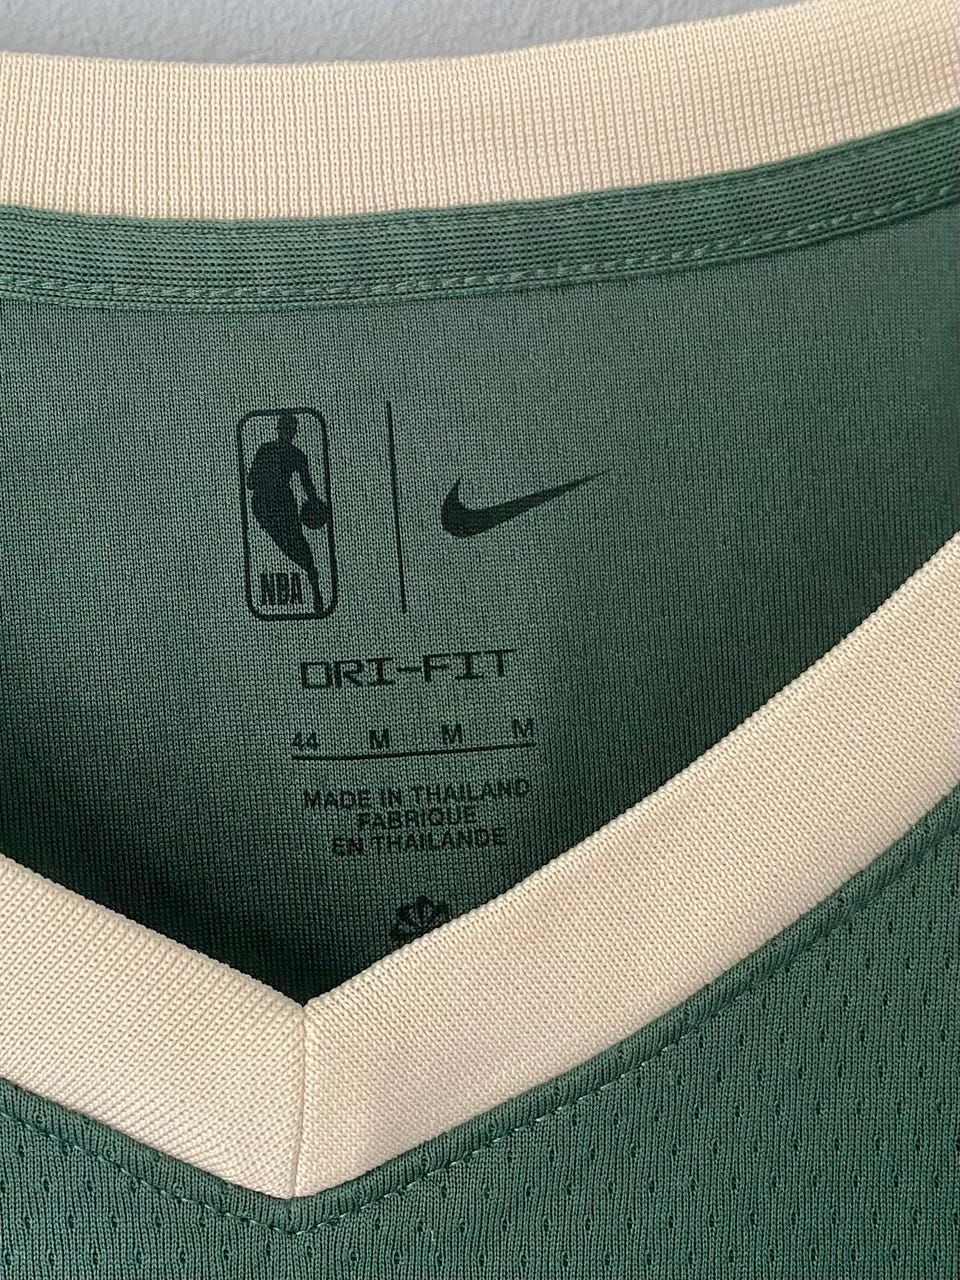 NBA
DRI-FIT
44 M M M
MADE IN THAILAND
FABRIQUE
EN THAILANDE